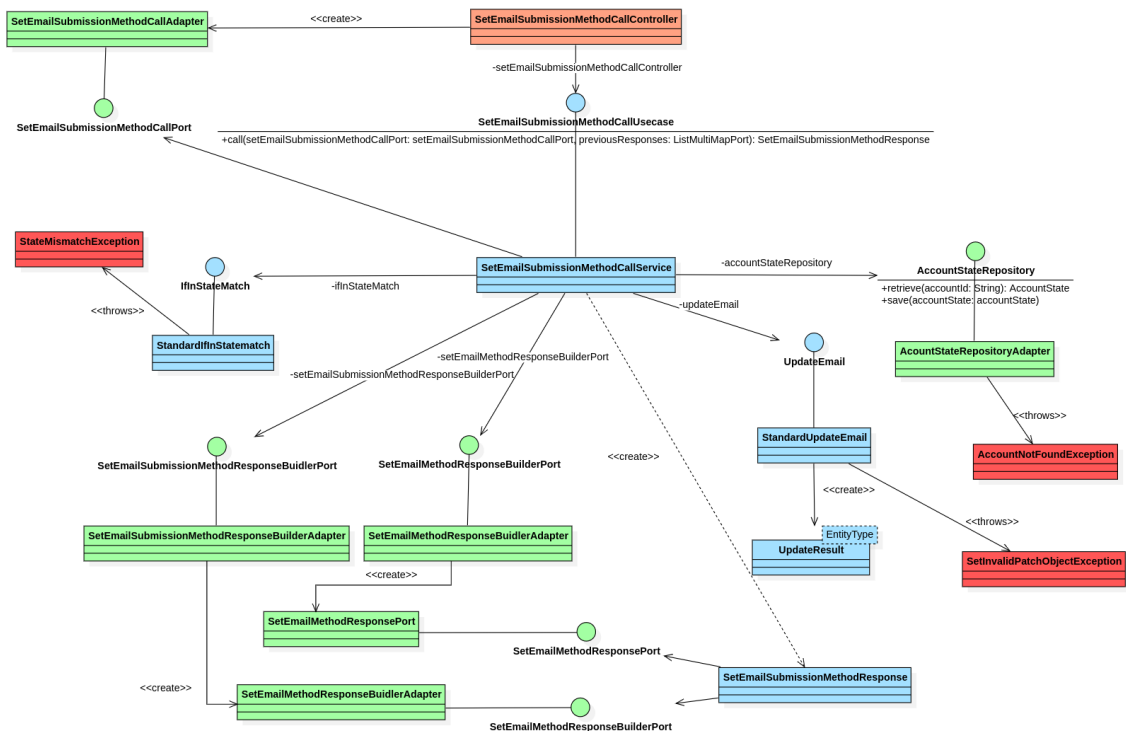 SetEmailSubmissionMethodCallAdapter
<<create>>
SetEmailSubmissionMethodCallController
-setEmailSubmissionMethodCallController
SetEmailSubmissionMethodCallPort
SetEmailSubmissionMethodCallUsecase
+call(setEmailSubmissionMethodCallPort: setEmailSubmissionMethodCallPort, previousResponses: ListMultiMapPort): SetEmailSubmissionMethodResponse
StateMismatchException
IfInStateMatch
-ifInStateMatch
SetEmailSubmissionMethodCallService
-accountStateRepository
AccountStateRepository
+retrieve(accountId: String): AccountState
+save(accountState: accountState)
<<throws>>
-updateEmail
StandardIfInStatematch
-setEmailMethodResponseBuilderPort
-setEmailSubmissionMethodResponseBuilderPort
UpdateEmail
AcountStateRepositoryAdapter
<<throws>>
SetEmailSubmissionMethodResponseBuidlerPort
SetEmailMethodResponseBuilderPort
<<create>>
StandardUpdateEmail
AccountNotFoundException
<<create>>
<<throws>>
SetEmailSubmissionMethodResponseBuilderAdapter
SetEmailMethodResponseBuidlerAdapter
EntityType
UpdateResult
SetInvalidPatchObjectException
<<create>>
SetEmailMethodResponsePort
SetEmailMethodResponsePort
SetEmailSubmissionMethodResponse
<<create>>
SetEmailMethodResponseBuidlerAdapter
SetEmailMethodResponseBuilderPort